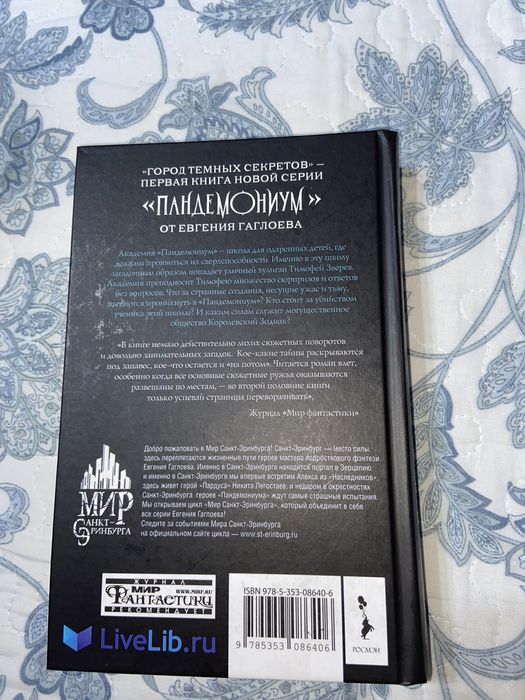 «ГОРОД ТЕМНЫХ СЕКРЕТОВ» –
ПЕРВАЯ КНИГА НОВОЙ СЕРИИ
«ПАНДЕМОНИУМ»
ОТ ЕВГЕНИЯ ГАГЛОЕВА
Академия «Пандемониум» – школа для одаренных детей, где
должны проявиться их сверхспособности. Именно в эту школу
загадочным образом попадает уличный хулиган Тимофей Зверев.
Академия преподносит Тимофею множество сюрпризов и ответов
без вопросов. Что за странные создания, несущие ужас и тьму,
пытаются проникнуть в «Пандемониум»? Кто стоит за убийством
ученика этой школы? И каким силам служит могущественное
общество Королевский Зодиак?
«В книге немало действительно лихих сюжетных поворотов
и довольно занимательных загадок. Кое-какие тайны раскрываются
под занавес, кое-что остается и «на потом». Читается роман влет,
особенно когда все основные сюжетные ружья оказываются
развешаны по местам, — во второй половине книги
только успевай страницы переворачивать».
Журнал «Мир фантастики»
Добро пожаловать в Мир Санкт-Эринбурга! Санкт-Эринбург — место силы,
здесь переплетаются жизненные пути героев мастера подросткового фэнтези
Евгения Гаглоева. Именно в Санкт-Эринбурге находится портал в Зерцалию
и именно в Санкт-Эринбурге мы впервые встретим Алекса из «Наследников»,
здесь живет герой «Пардуса» Никита Легостаев, и недаром в окрестностях
Санкт-Эринбурга героев «Пандемониума» ждут самые страшные испытания.
Мы открываем цикл «Мир Санкт-Эринбурга», который объединит в себе
все серии Евгения Гаглоева!
Следите за событиями Мира Санкт-Эринбурга
на официальном сайте цикла — www.st-erinburg.ru
МИР
САНКТ-
ЭРИНБУРГА
ЖУРНАЛ
МИР WWW.MIRF.RU
ФАНТАСТИКИ
РЕКОМЕНДУЕТ
LiveLib.ru
ISBN 978-5-353-08640-6
9 785353 086406
РОСМЭН